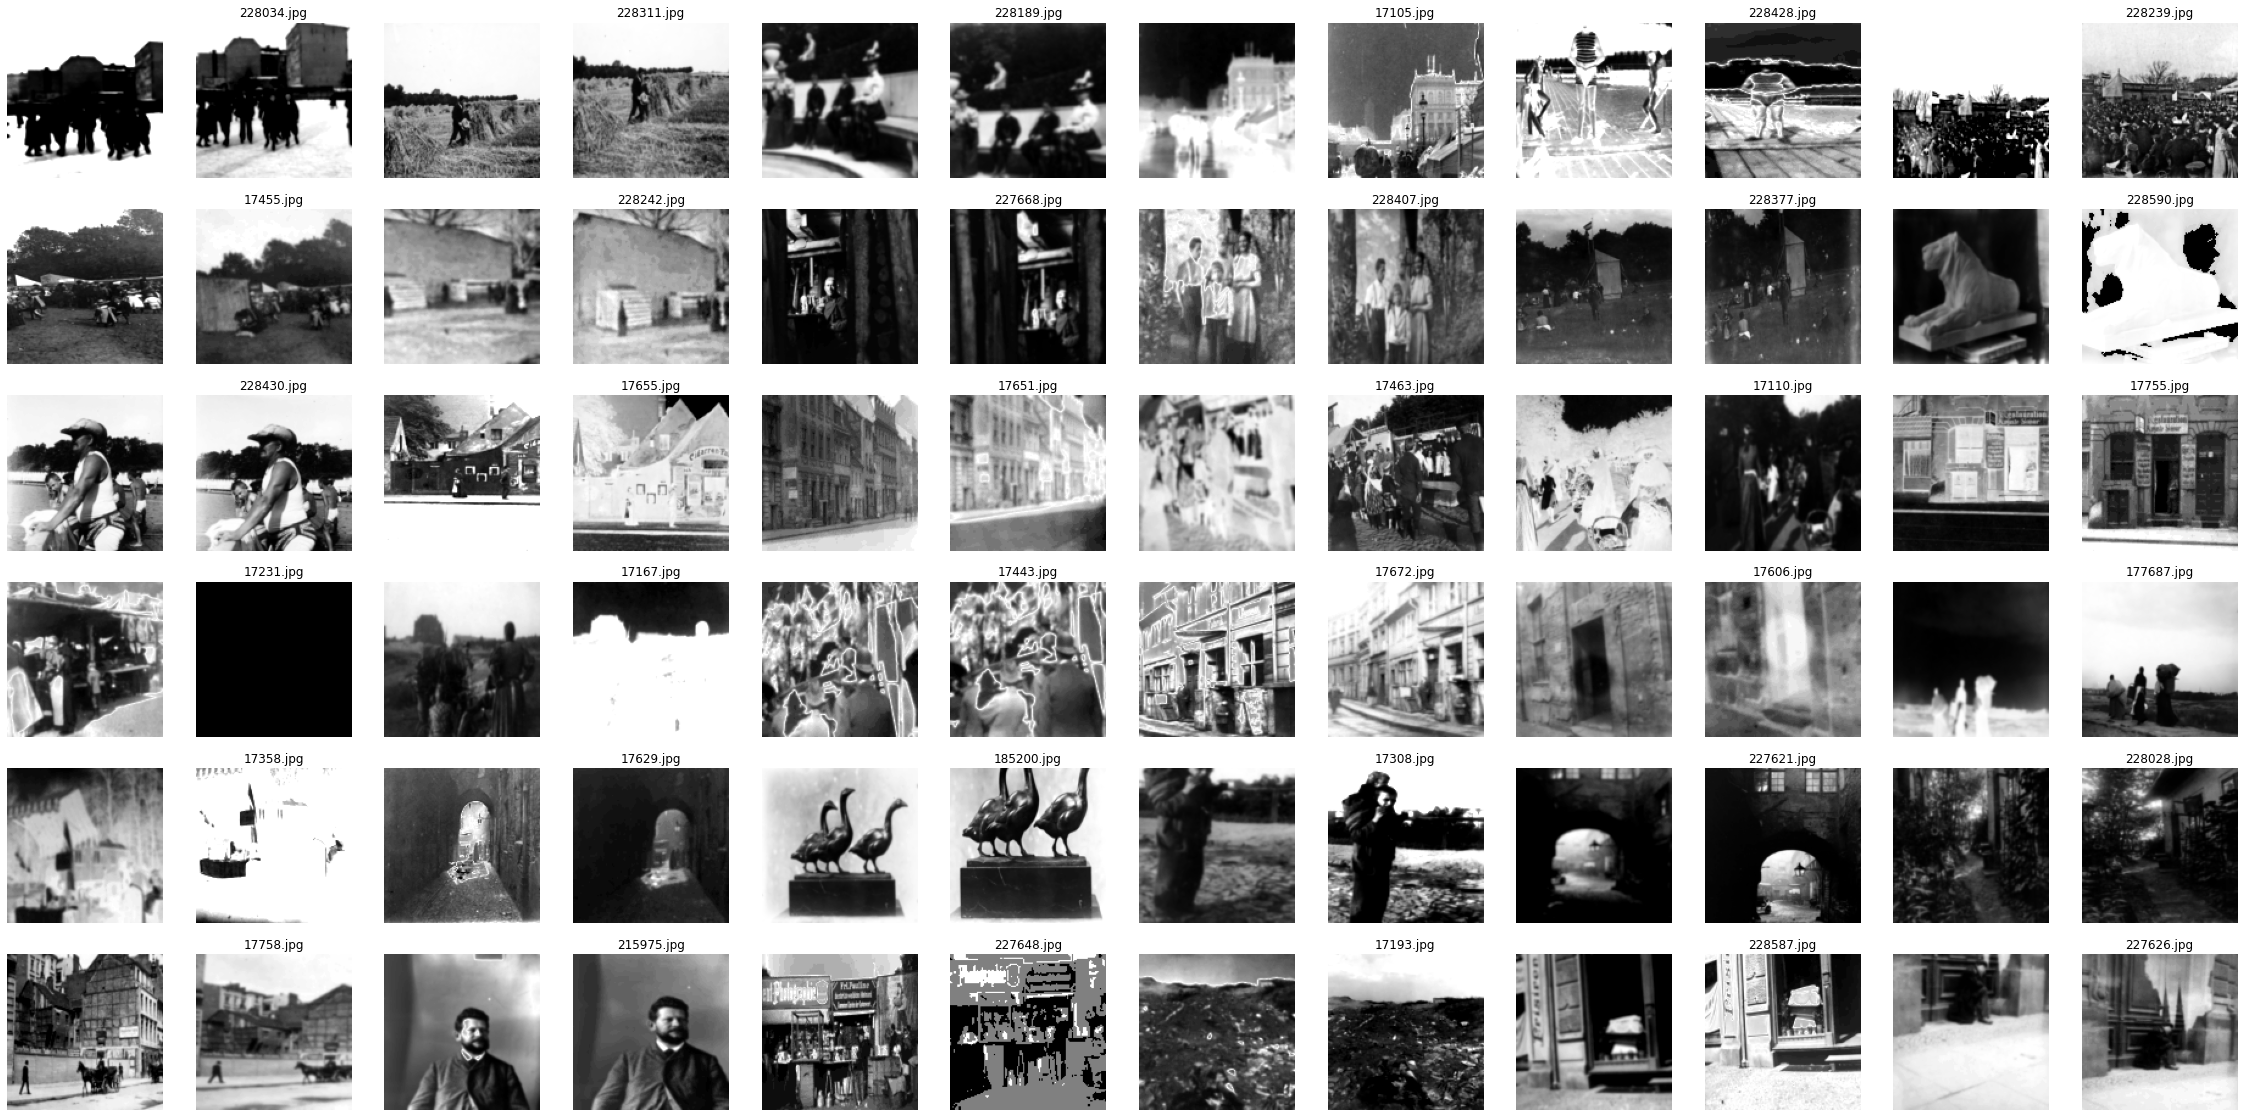 228034.jpg 228311.jpg 228189.jpg 17105.jpg 228428.jpg 228239.jpg
17455.jpg 228242.jpg 227668.jpg 228407.jpg 228377.jpg 228590.jpg
228430.jpg 17655.jpg 17651.jpg 17463.jpg 17110.jpg 17755.jpg
17231.jpg 17167.jpg 17443.jpg 17672.jpg 17606.jpg 177687.jpg
17358.jpg 17629.jpg 185200.jpg 17308.jpg 227621.jpg 228028.jpg
17758.jpg 215975.jpg 227648.jpg 17193.jpg 228587.jpg 227626.jpg
Frl. Pauline